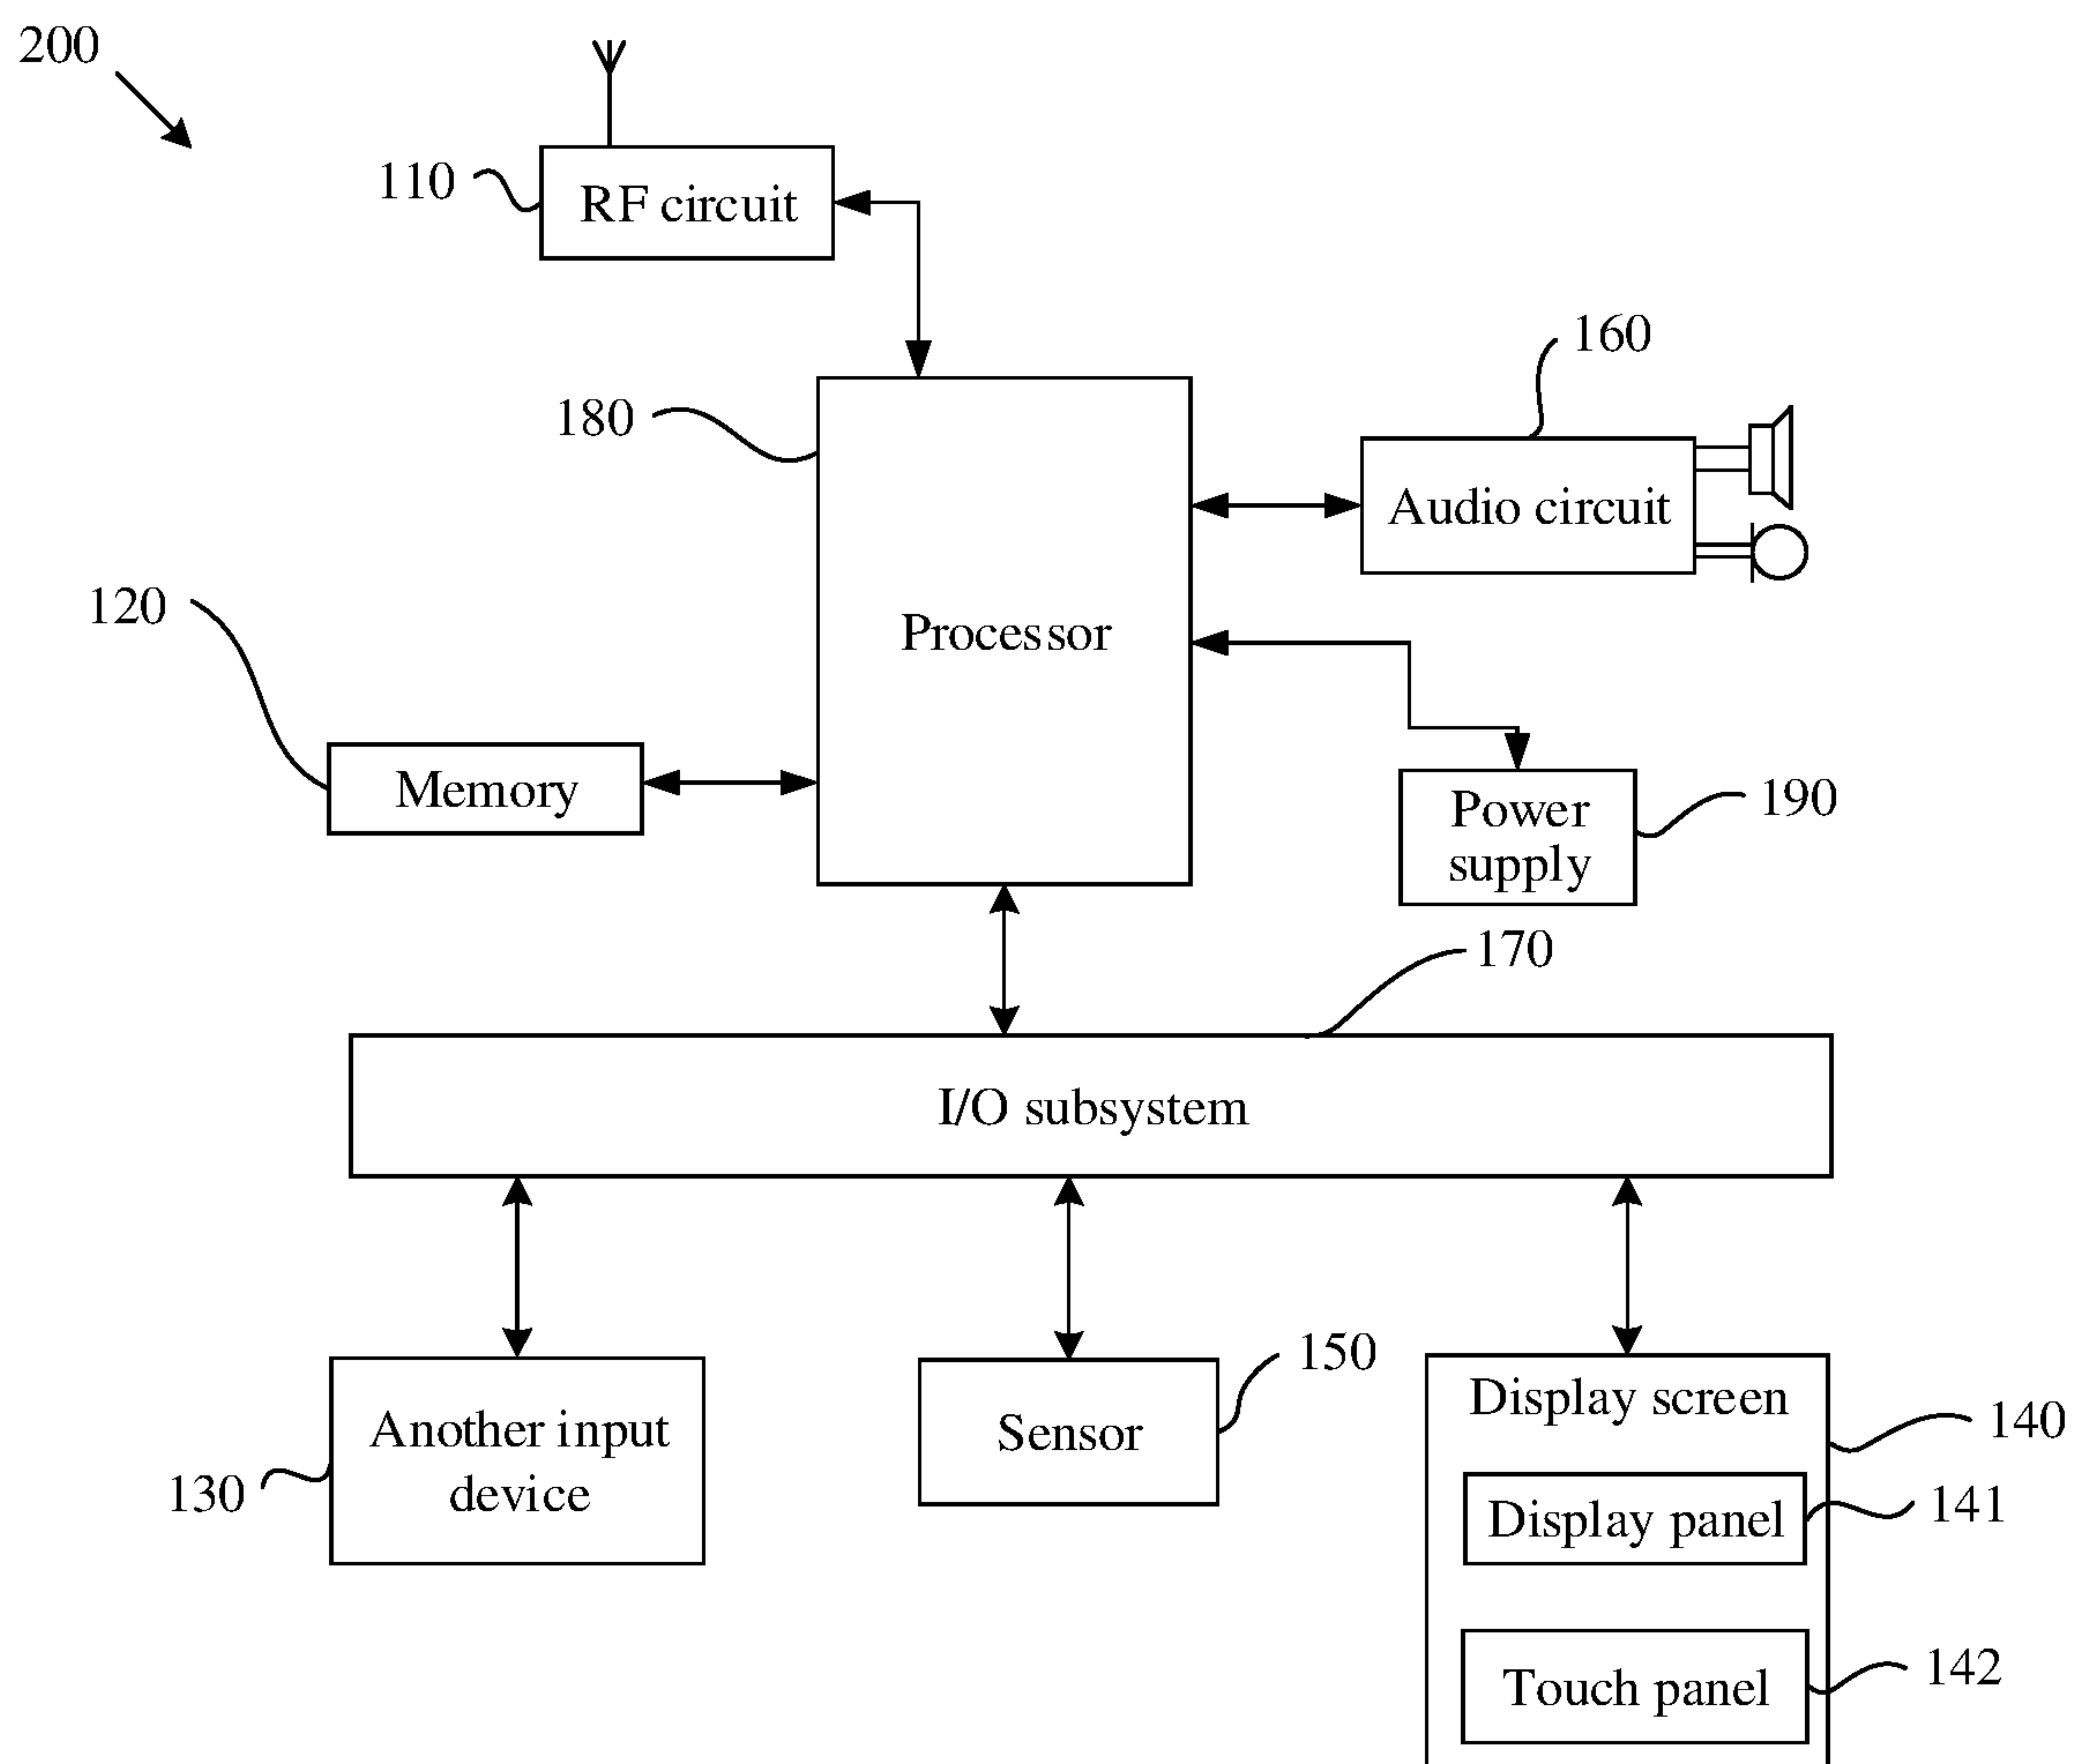 200
110
RF circuit
160
180
Audio circuit
120
Processor
Memory
Power
supply
190
170
I/O subsystem
150
Another input
device
130
Sensor
Display screen
140
Display panel
141
Touch panel
142